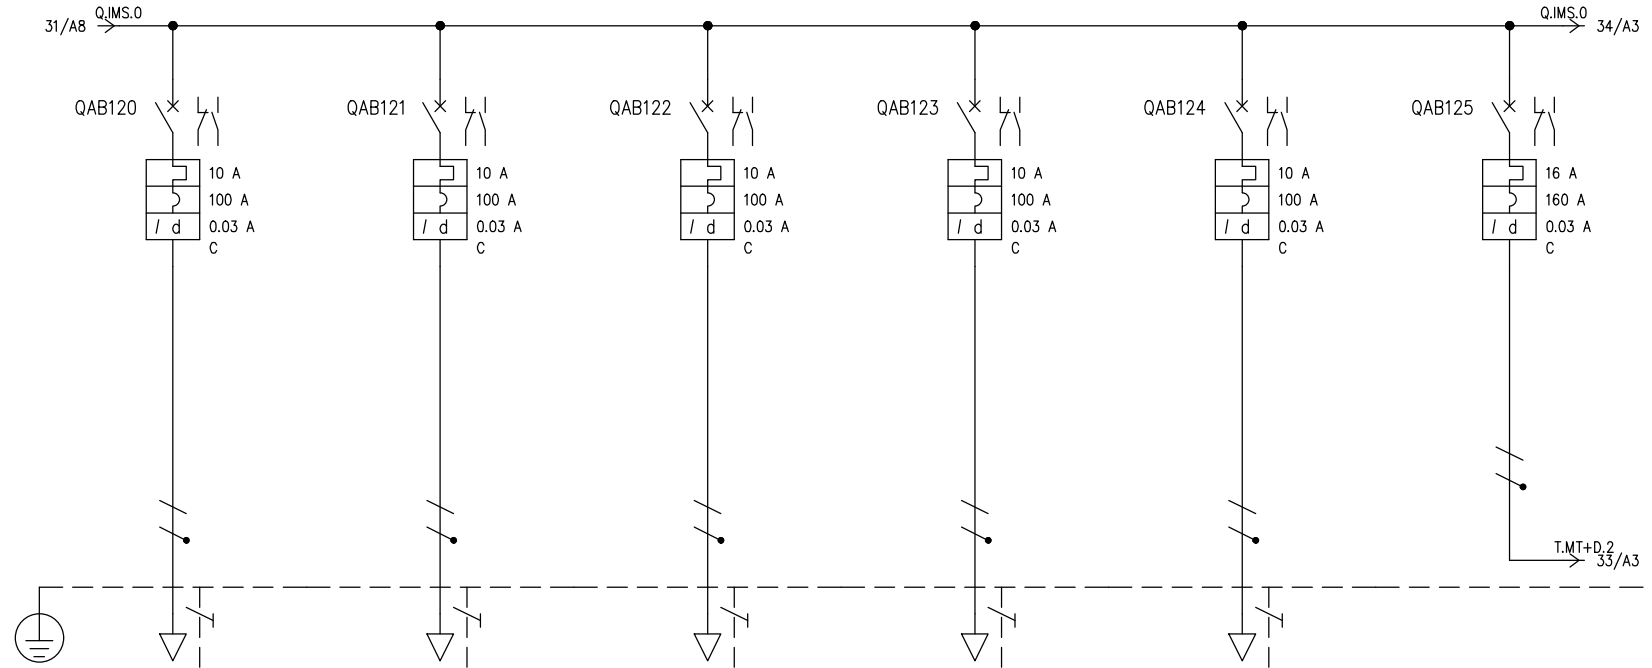 Q.IMS.0 Q.IMS.0
31/A8 34/A3
QAB120 QAB121 QAB122 QAB123 QAB124 QAB125
10 A 10 A 10 A 10 A 10 A 16 A
100 A 100 A 100 A 100 A 100 A 160 A
I d 0.03 A I d 0.03 A I d 0.03 A I d 0.03 A I d 0.03 A I d 0.03 A
C C C C C C
T.MT+D.2
33/A3